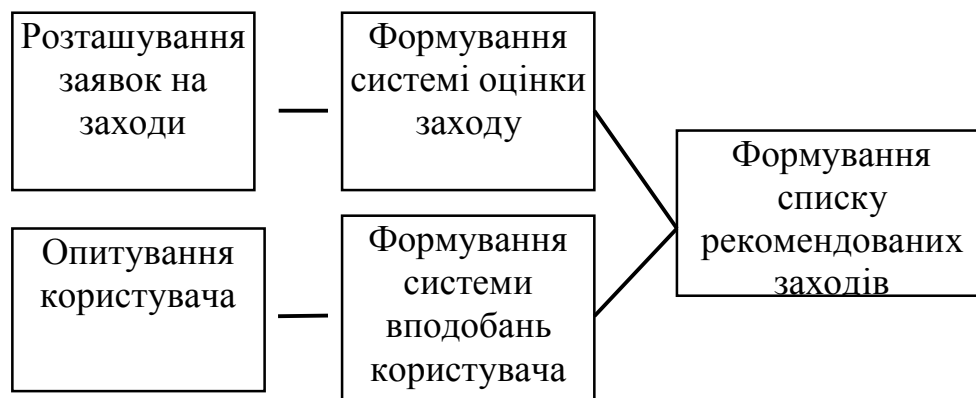 Розташування
заявок на
заходи
Формування
системі оцінки
заходу
Опитування
користувача
Формування
системи
вподобань
користувача
Формування
списку
рекомендованих
заходів